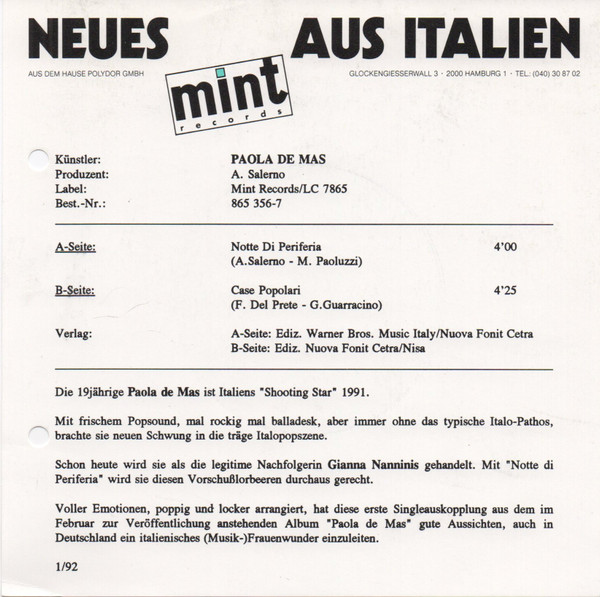 NEUES AUS ITALIEN
AUS DEM HAUSE POLYDOR GMBH GLOCKENGIESSERWALL 3 · 2000 HAMBURG 1 · TEL: (040) 30 87 02
mint
records
Künstler: PAOLA DE MAS
Produzent: A. Salerno
Label: Mint Records/LC 7865
Best.-Nr.: 865 356-7
A-Seite: Notte Di Periferia 4'00
(A.Salerno - M. Paoluzzi)
B-Seite: Case Popolari 4'25
(F. Del Prete - G.Guarracino)
Verlag: A-Seite: Ediz. Warner Bros. Music Italy/Nuova Fonit Cetra
B-Seite: Ediz. Nuova Fonit Cetra/Nisa
Die 19jährige Paola de Mas ist Italiens "Shooting Star" 1991.
Mit frischem Popsound, mal rockig mal balladesk, aber immer ohne das typische Italo-Pathos,
brachte sie neuen Schwung in die träge Italopopszene.
Schon heute wird sie als die legitime Nachfolgerin Gianna Nanninis gehandelt. Mit "Notte di
Periferia" wird sie diesen Vorschußlorbeeren durchaus gerecht.
Voller Emotionen, poppig und locker arrangiert, hat diese erste Singleauskopplung aus dem im
Februar zur Veröffentlichung anstehenden Album "Paola de Mas" gute Aussichten, auch in
Deutschland ein italienisches (Musik-)Frauenwunder einzuleiten.
1/92